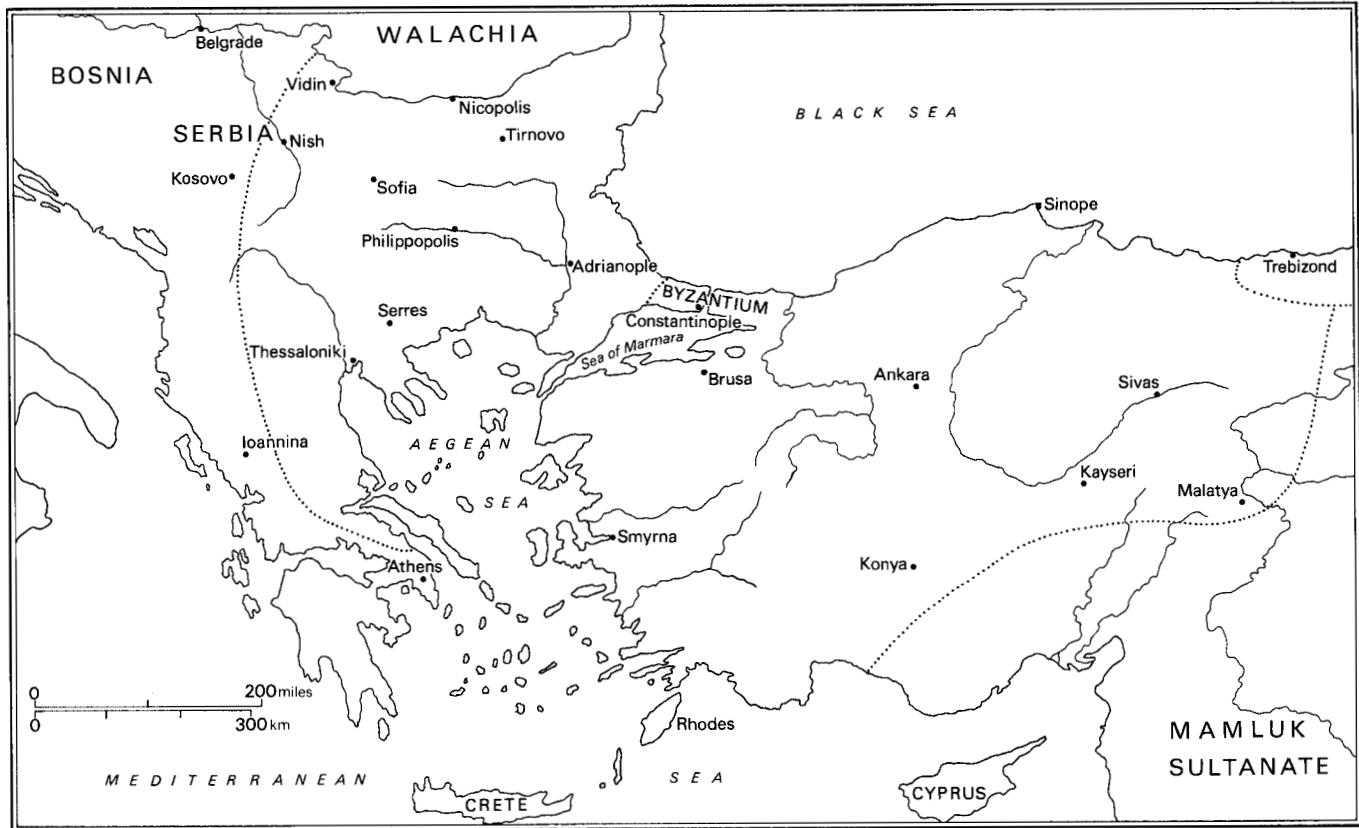 WALACHIA
Belgrade
BOSNIA
Vidin
Nicopolis
BLACK SEA
SERBIA
Nish
Tirnovo
Kosovo
Sofia
Sinope
Philippopolis
Adrianople
Trebizond
BYZANTIUM
Serres
Constantinople
Sea of Marmara
Thessaloniki
Brusa
Ankara
Sivas
Ioannina
AEGEAN
SEA
Kayseri
Malatya
Smyrna
Athens
Konya
0 200 miles
0 300 km
Rhodes
MAMLUK
SULTANATE
MEDITERRANEAN SEA
CRETE
CYPRUS